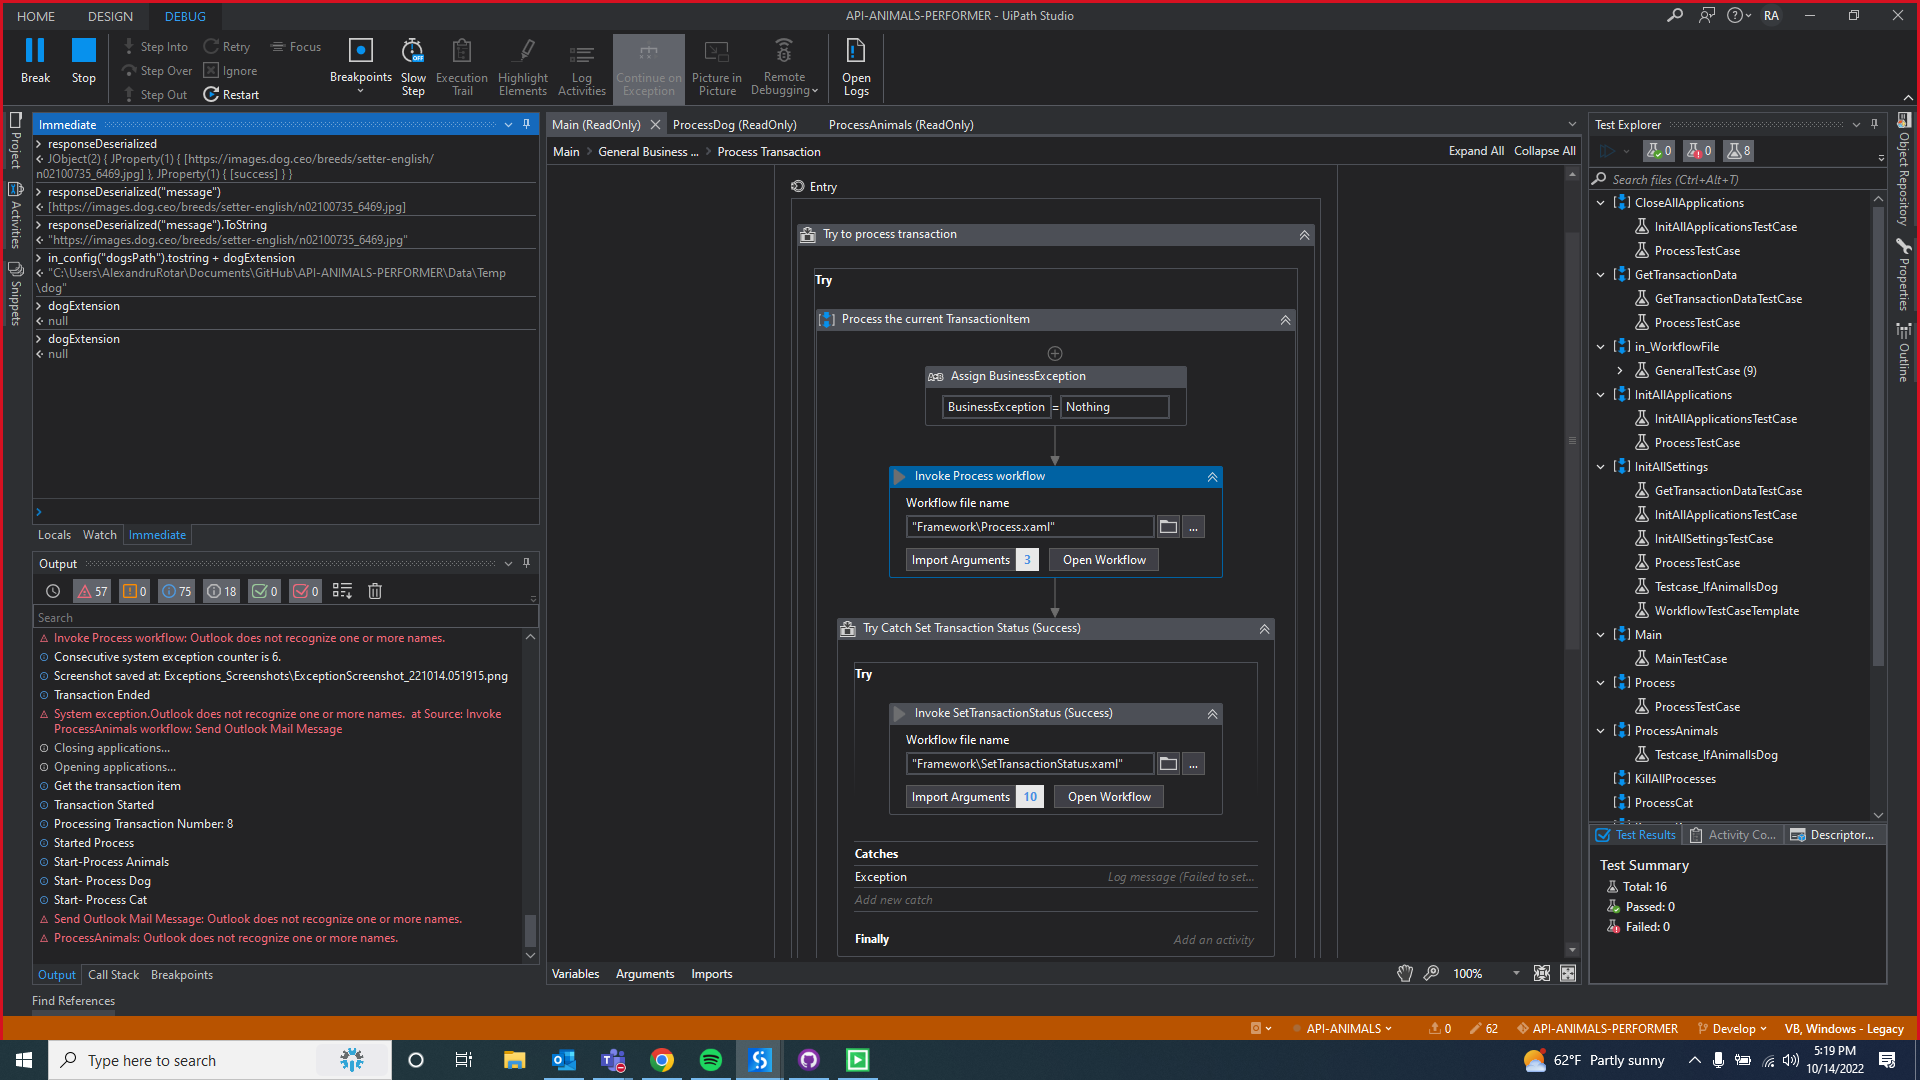 HOME
DESIGN
DEBUG
API-ANIMALS-PERFORMER - UiPath Studio
RA
Break
Stop
Step Into
Step Over
Step Out
Retry
Ignore
Restart
Focus
Breakpoints
Slow Step
Execution Trail
Highlight Elements
Log Activities
Continue on Exception
Picture in Picture
Remote Debugging
Open Logs
Project
Activities
Snippets
Immediate
responseDeserialized
JObject(2) { JProperty(1) { [https://images.dog.ceo/breeds/setter-english/
n02100735_6469.jpg] }, JProperty(1) { [success] } }
responseDeserialized("message")
[https://images.dog.ceo/breeds/setter-english/n02100735_6469.jpg]
responseDeserialized("message").ToString
"https://images.dog.ceo/breeds/setter-english/n02100735_6469.jpg"
in_config("dogsPath").tostring + dogExtension
"C:\Users\AlexandruRotar\Documents\GitHub\API-ANIMALS-PERFORMER\Data\Temp
\dog"
dogExtension
null
dogExtension
null
Locals
Watch
Immediate
Output
57
0
75
18
0
0
Search
Invoke Process workflow: Outlook does not recognize one or more names.
Consecutive system exception counter is 6.
Screenshot saved at: Exceptions_Screenshots\ExceptionScreenshot_221014.051915.png
Transaction Ended
System exception.Outlook does not recognize one or more names.  at Source: Invoke
ProcessAnimals workflow: Send Outlook Mail Message
Closing applications...
Opening applications...
Get the transaction item
Transaction Started
Processing Transaction Number: 8
Started Process
Start-Process Animals
Start- Process Dog
Start- Process Cat
Send Outlook Mail Message: Outlook does not recognize one or more names.
ProcessAnimals: Outlook does not recognize one or more names.
Output
Call Stack
Breakpoints
Find References
Main (ReadOnly)
ProcessDog (ReadOnly)
ProcessAnimals (ReadOnly)
Main
General Business ...
Process Transaction
Expand All
Collapse All
Entry
Try to process transaction
Try
Process the current TransactionItem
Assign BusinessException
BusinessException
=
Nothing
Invoke Process workflow
Workflow file name
"Framework\Process.xaml"
...
Import Arguments
3
Open Workflow
Try Catch Set Transaction Status (Success)
Try
Invoke SetTransactionStatus (Success)
Workflow file name
"Framework\SetTransactionStatus.xaml"
...
Import Arguments
10
Open Workflow
Catches
Exception
Log message (Failed to set...
Add new catch
Finally
Add an activity
Variables
Arguments
Imports
100%
Test Explorer
0
0
8
Search files (Ctrl+Alt+T)
CloseAllApplications
InitAllApplicationsTestCase
ProcessTestCase
GetTransactionData
GetTransactionDataTestCase
ProcessTestCase
in_WorkflowFile
GeneralTestCase (9)
InitAllApplications
InitAllApplicationsTestCase
ProcessTestCase
InitAllSettings
GetTransactionDataTestCase
InitAllApplicationsTestCase
InitAllSettingsTestCase
ProcessTestCase
Testcase_IfAnimalIsDog
WorkflowTestCaseTemplate
Main
MainTestCase
Process
ProcessTestCase
ProcessAnimals
Testcase_IfAnimalIsDog
KillAllProcesses
ProcessCat
Test Results
Activity Co...
Descriptor...
Test Summary
Total: 16
Passed: 0
Failed: 0
Object Repository
Properties
Outline
API-ANIMALS
0
62
API-ANIMALS-PERFORMER
Develop
VB, Windows - Legacy
Type here to search
62°F Partly sunny
5:19 PM
10/14/2022